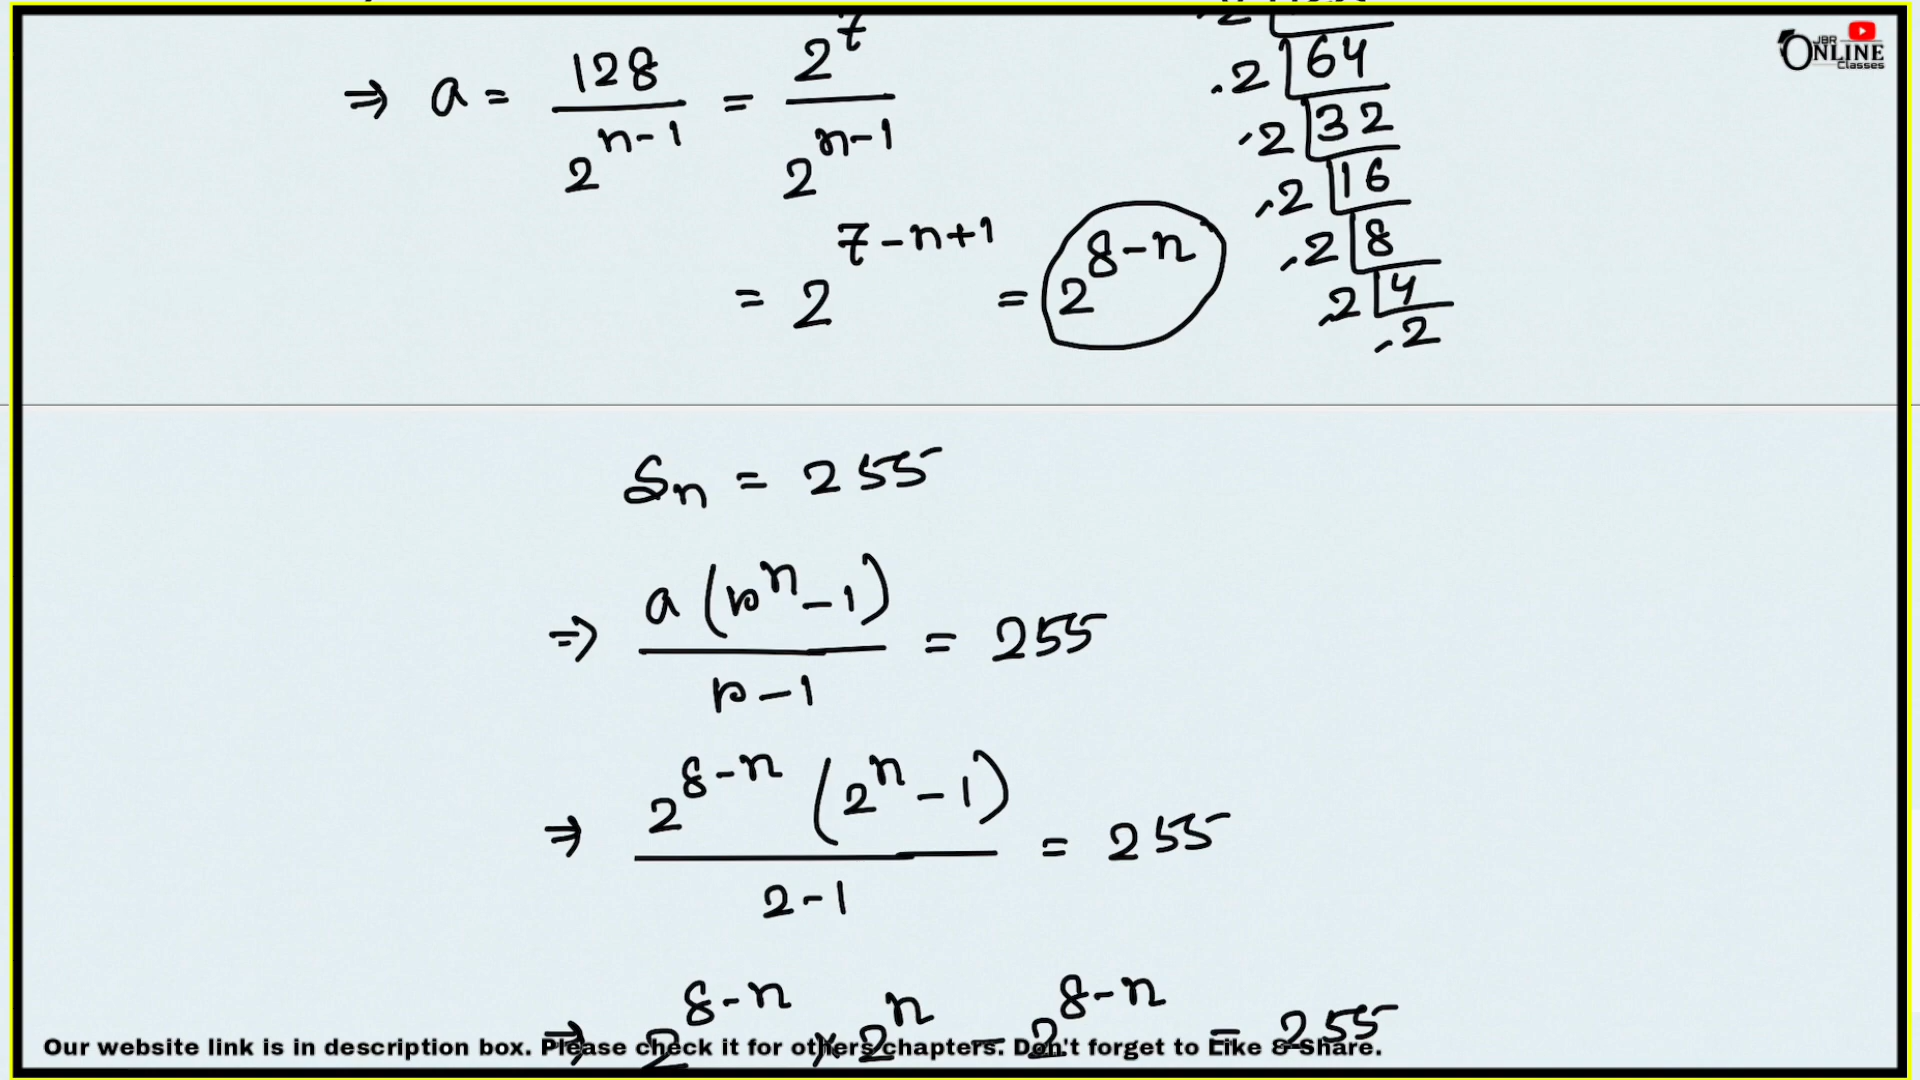 ⇒ a = 128 / 2^(n-1) = 2^7 / 2^(n-1)
= 2^(7-n+1) = 2^(8-n)
2 | 64
2 | 32
2 | 16
2 | 8
2 | 4
2
JBR
ONLINE
Classes
Sn = 255
⇒ a(r^n - 1) / r - 1 = 255
⇒ 2^(8-n) (2^n - 1) / 2 - 1 = 255
⇒ 2^(8-n) × 2^n - 2^(8-n) = 255
Our website link is in description box. Please check it for others chapters. Don't forget to Like & Share.